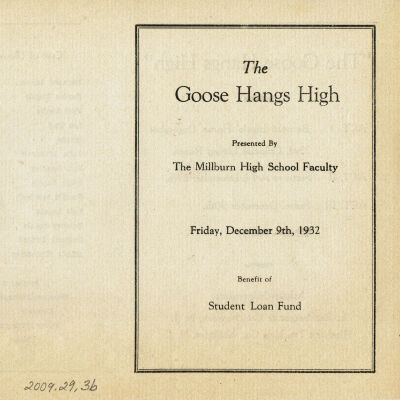 The
Goose Hangs High
Presented By
The Millburn High School Faculty
Friday, December 9th, 1932
Benefit of
Student Loan Fund
2009.29,3b